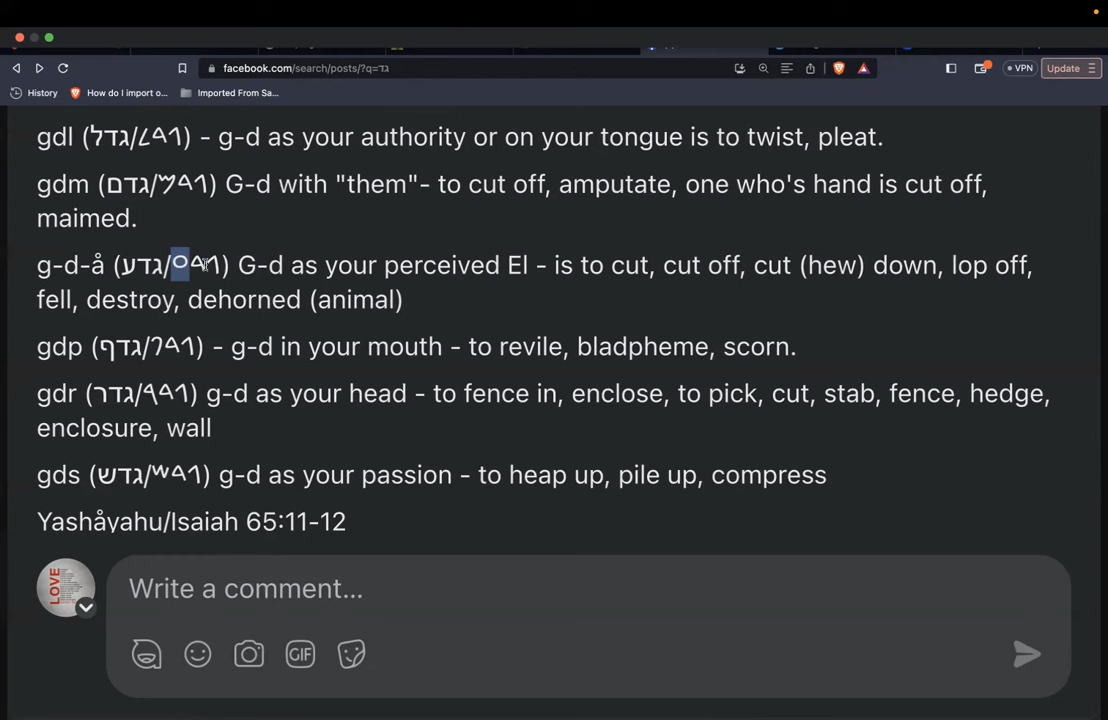 facebook.com/search/posts/?q=גד
VPN
Update
History
How do I import o...
Imported From Sa...
gdl (גדל/𐤂𐤃𐤋) - g-d as your authority or on your tongue is to twist, pleat.
gdm (גדם/𐤂𐤃𐤌) G-d with "them"- to cut off, amputate, one who's hand is cut off,
maimed.
g-d-å (גדע/𐤂𐤃𐤏) G-d as your perceived El - is to cut, cut off, cut (hew) down, lop off,
fell, destroy, dehorned (animal)
gdp (גדף/𐤂𐤃𐤐) - g-d in your mouth - to revile, bladpheme, scorn.
gdr (גדר/𐤂𐤃𐤓) g-d as your head - to fence in, enclose, to pick, cut, stab, fence, hedge,
enclosure, wall
gds (גדש/𐤂𐤃𐤔) g-d as your passion - to heap up, pile up, compress
Yashåyahu/Isaiah 65:11-12
LOVE
Write a comment...
GIF